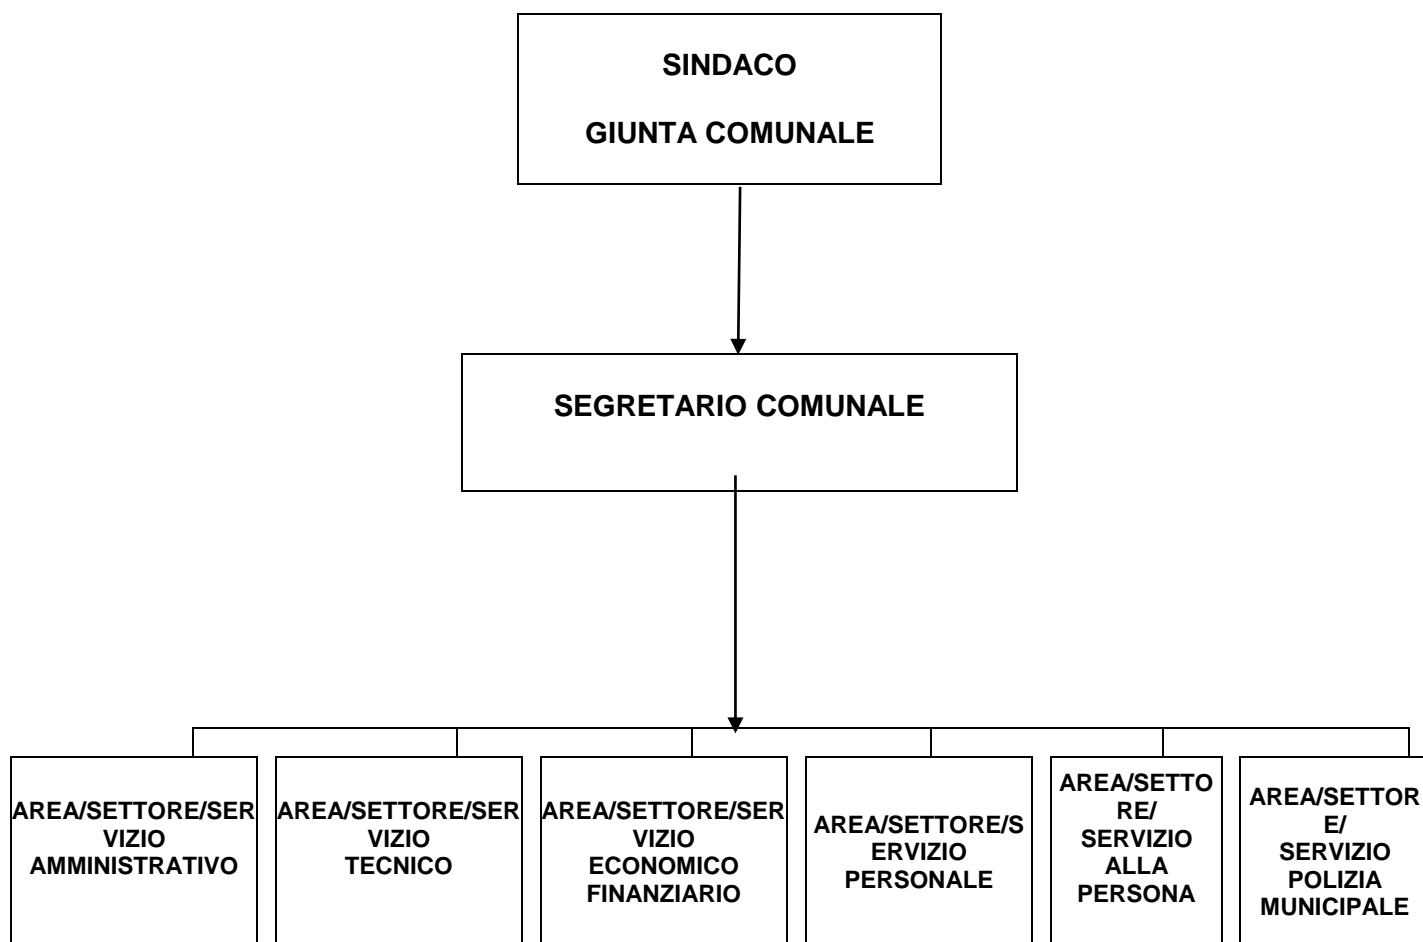 SINDACO
GIUNTA COMUNALE
SEGRETARIO COMUNALE
AREA/SETTORE/SER
VIZIO
AMMINISTRATIVO
AREA/SETTORE/SER
VIZIO
TECNICO
AREA/SETTORE/SER
VIZIO
ECONOMICO
FINANZIARIO
AREA/SETTORE/S
ERVIZIO
PERSONALE
AREA/SETTO
RE/
SERVIZIO
ALLA
PERSONA
AREA/SETTOR
E/
SERVIZIO
POLIZIA
MUNICIPALE